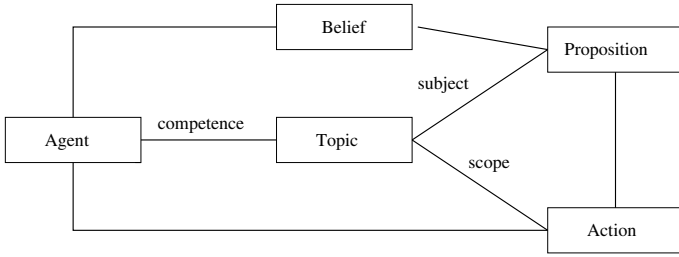 Belief
Proposition
subject
competence
Agent
Topic
scope
Action